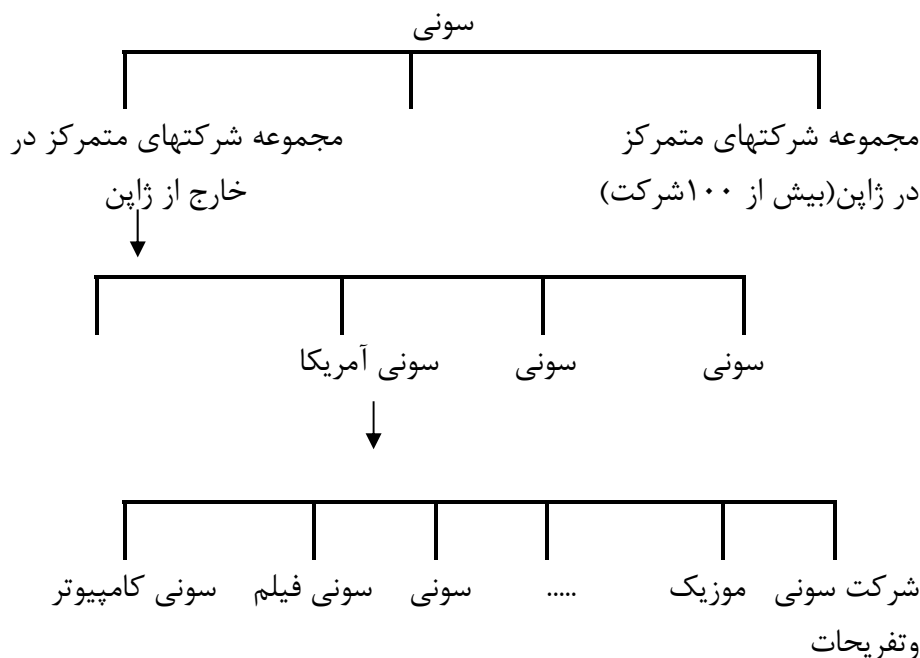 سونی
مجموعه شرکتهای متمرکز
در ژاپن(بیش از ۱۰۰شرکت)
مجموعه شرکتهای متمرکز در
خارج از ژاپن
سونی
سونی
سونی آمریکا
شرکت سونی
وتفریحات
موزیک
.....
سونی
سونی فیلم
سونی کامپیوتر